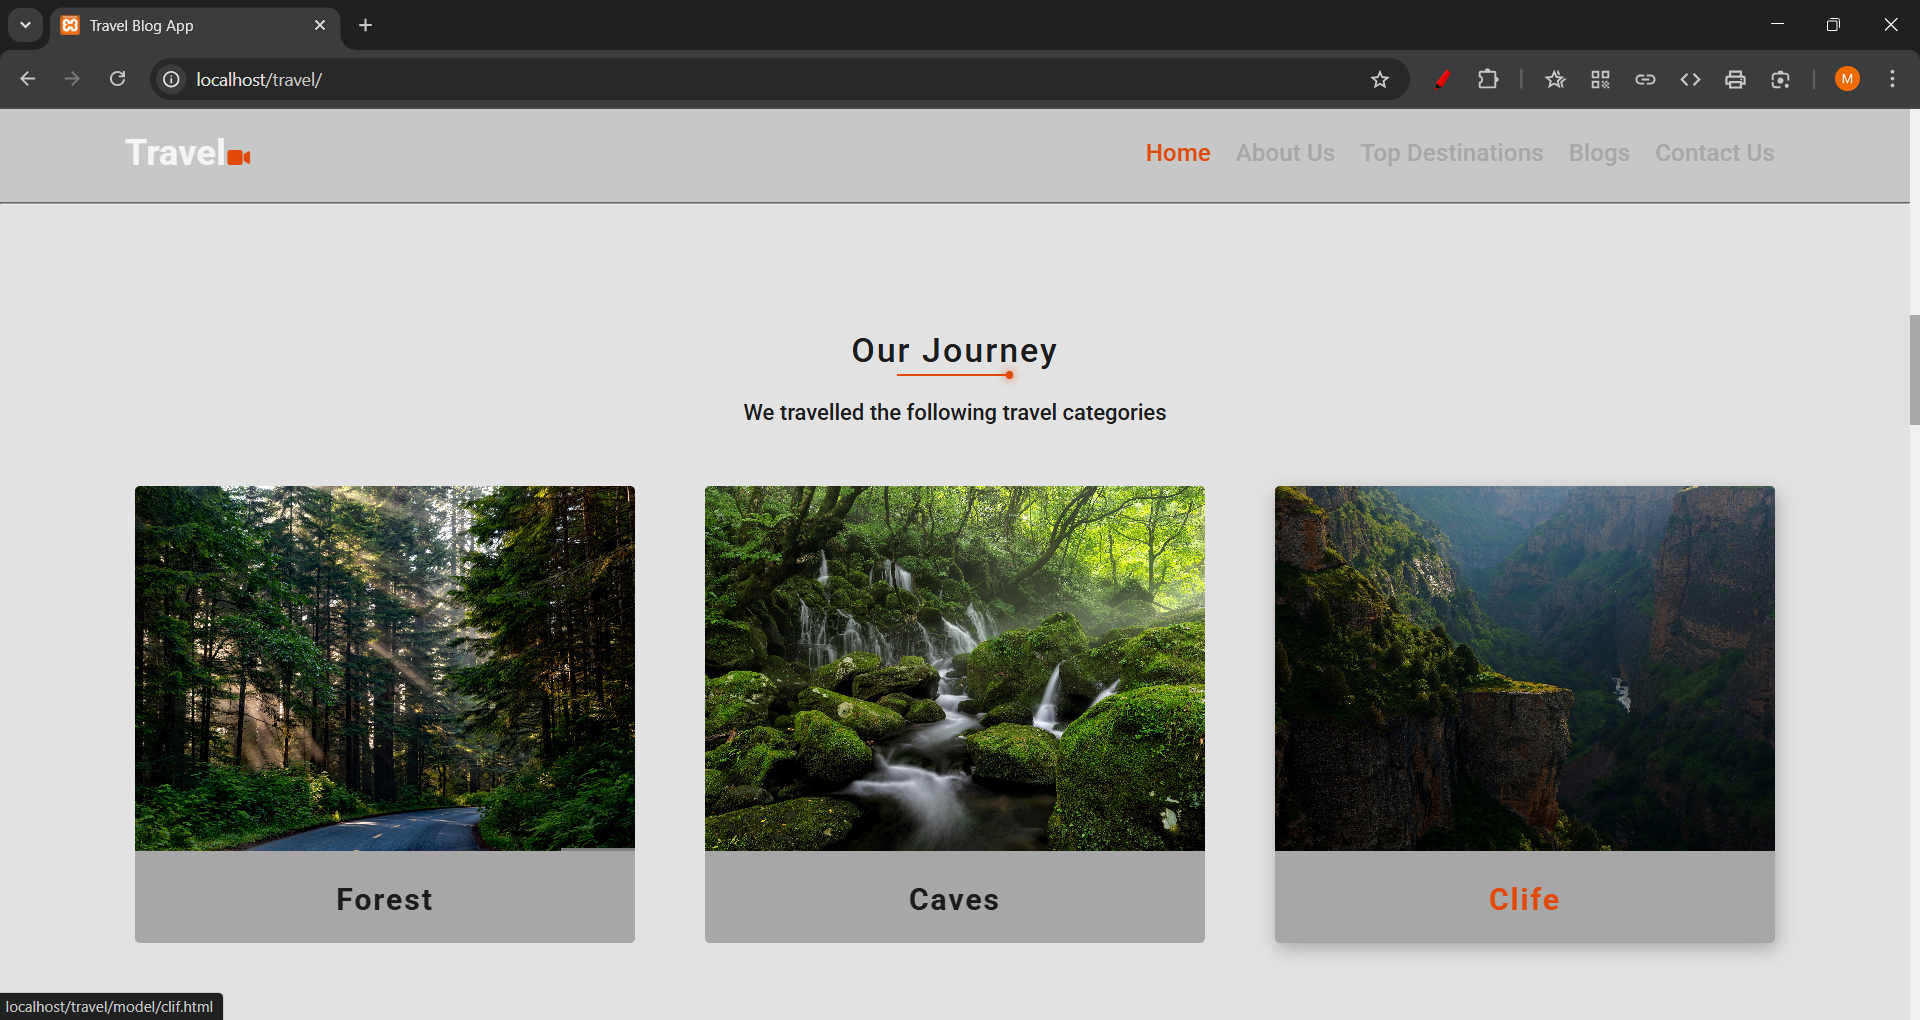 Travel Blog App
localhost/travel/
M
Travel
Home About Us Top Destinations Blogs Contact Us
Our Journey
We travelled the following travel categories
Forest
Caves
Clife
localhost/travel/model/clif.html